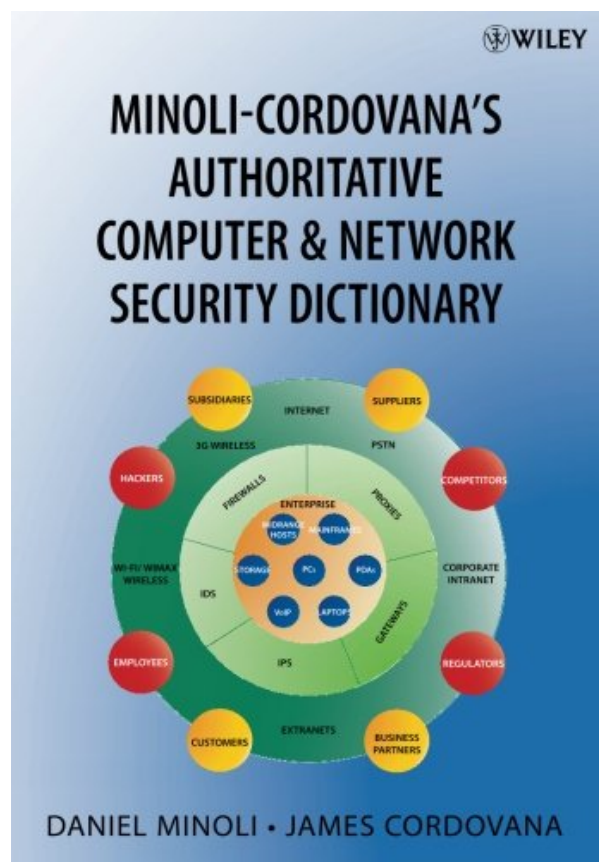 WILEY
MINOLI-CORDOVANA'S
AUTHORITATIVE
COMPUTER & NETWORK
SECURITY DICTIONARY
SUBSIDIARIES
SUPPLIERS
INTERNET
3G WIRELESS
PSTN
HACKERS
COMPETITORS
FIREWALLS
PROXIES
ENTERPRISE
MIDRANGE
HOSTS
MAINFRAMES
WI-FI/ WIMAX
WIRELESS
STORAGE
PCs
PDAs
CORPORATE
INTRANET
IDS
VoIP
LAPTOPS
GATEWAYS
IPS
EMPLOYEES
REGULATORS
CUSTOMERS
EXTRANETS
BUSINESS
PARTNERS
DANIEL MINOLI • JAMES CORDOVANA